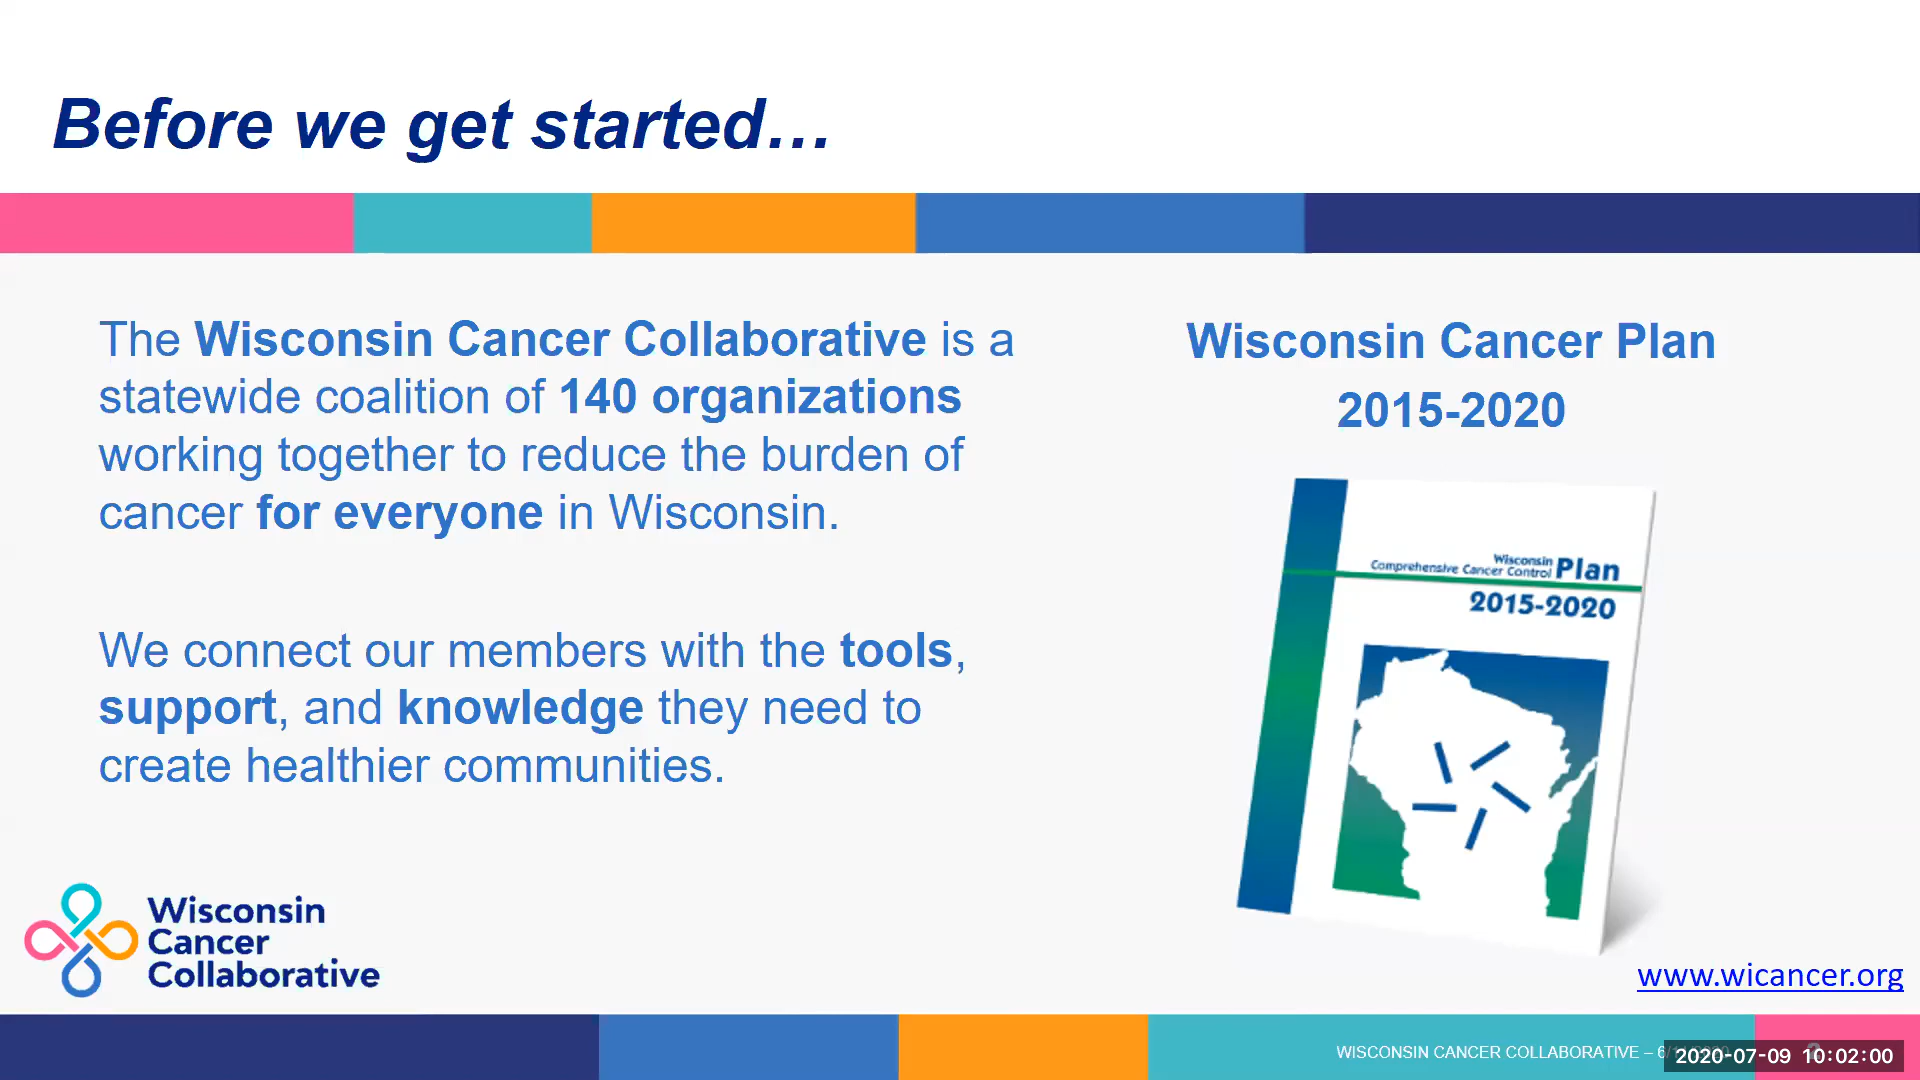 Before we get started…
The Wisconsin Cancer Collaborative is a
statewide coalition of 140 organizations
working together to reduce the burden of
cancer for everyone in Wisconsin.
We connect our members with the tools,
support, and knowledge they need to
create healthier communities.
Wisconsin Cancer Plan
2015-2020
Wisconsin
Comprehensive Cancer Control Plan
2015-2020
Wisconsin
Cancer
Collaborative
www.wicancer.org
WISCONSIN CANCER COLLABORATIVE –
2020-07-09 10:02:00